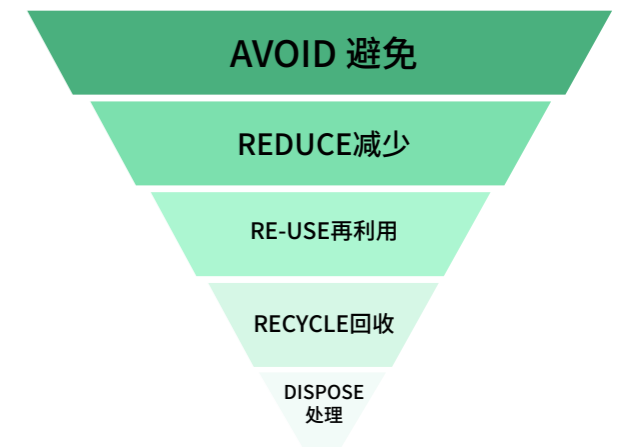 AVOID 避免
REDUCE减少
RE-USE再利用
RECYCLE回收
DISPOSE
处理